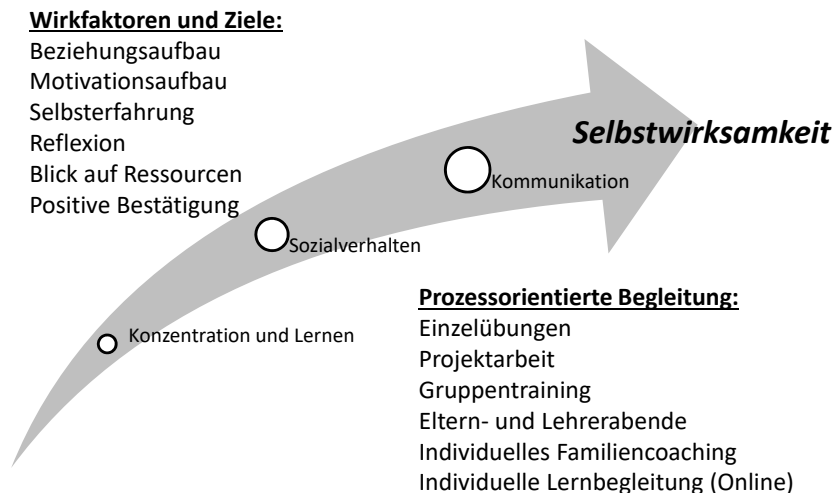 Wirkfaktoren und Ziele:
Beziehungsaufbau
Motivationsaufbau
Selbsterfahrung
Reflexion
Blick auf Ressourcen
Positive Bestätigung
Selbstwirksamkeit
Kommunikation
Sozialverhalten
Konzentration und Lernen
Prozessorientierte Begleitung:
Einzelübungen
Projektarbeit
Gruppentraining
Eltern- und Lehrerabende
Individuelles Familiencoaching
Individuelle Lernbegleitung (Online)